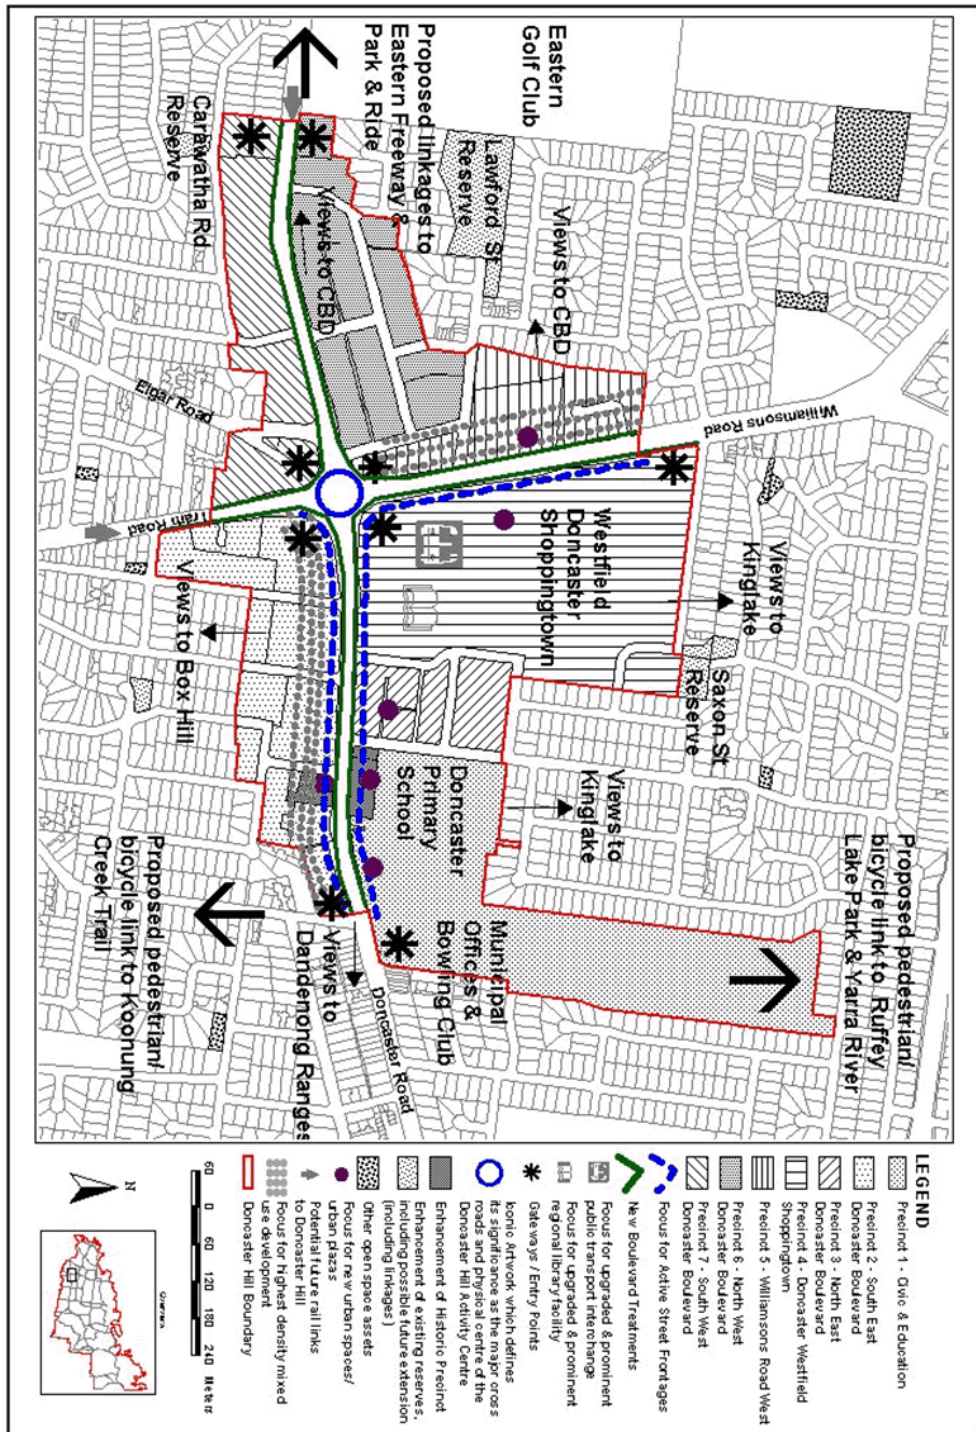 Eastern
Golf Club
Proposed linkages to
Eastern Freeway &
Park & Ride
Carawatha Rd
Reserve
Lawford St
Reserve
Views to CBD
Views to CBD
Elgar Road
Williamsons Road
Tram Road
Westfield
Doncaster
Shoppingtown
Views to
Kinglake
Saxon St
Reserve
Views to Box Hill
Doncaster
Primary
School
Views to
Kinglake
Municipal
Offices &
Bowling Club
Proposed pedestrian/
bicycle link to Ruffey
Lake Park & Yarra River
Views to
Dandenong Ranges
Doncaster Road
Proposed pedestrian/
bicycle link to Koonung
Creek Trail
LEGEND
Precinct 1 - Civic & Education
Precinct 2 - South East
Doncaster Boulevard
Precinct 3 - North East
Doncaster Boulevard
Precinct 4 - Doncaster Westfield
Shoppingtown
Precinct 5 - Williamsons Road West
Precinct 6 - North West
Doncaster Boulevard
Precinct 7 - South West
Doncaster Boulevard
Focus for Active Street Frontages
New Boulevard Treatments
Focus for upgraded & prominent
public transport interchange
Focus for upgraded & prominent
regional library facility
Gateways / Entry Points
Iconic Artwork which defines
its significance as the major cross
roads and physical centre of the
Doncaster Hill Activity Centre
Enhancement of Historic Precinct
Enhancement of existing reserves,
including possible future extension
(including linkages)
Other open space assets
Focus for new urban spaces/
urban plazas
Potential future rail links
to Doncaster Hill
Focus for highest density mixed
use development
Doncaster Hill Boundary
60 0 60 120 180 240 Meters
N